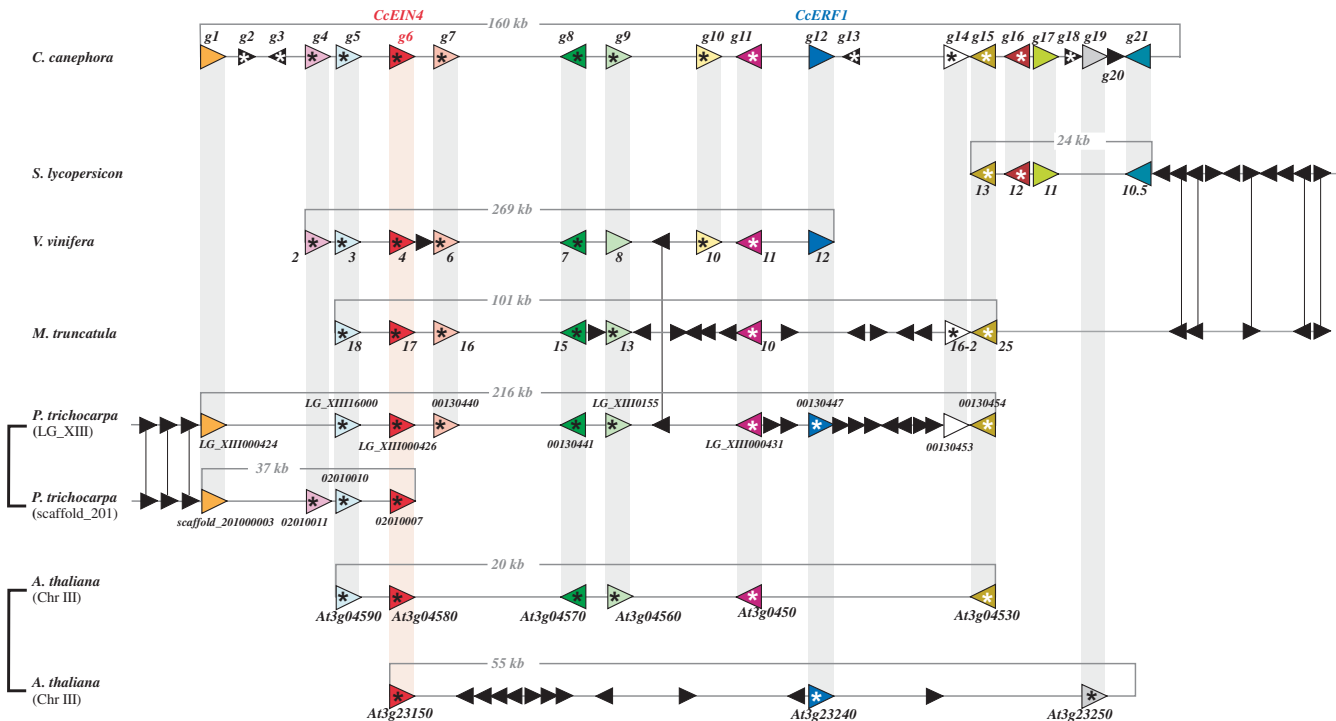 CcEIN4 CcERF1
160 kb
g1 g2 g3 g4 g5 g6 g7 g8 g9 g10 g11 g12 g13 g14 g15 g16 g17 g18 g19 g21
C. canephora
g20
24 kb
S. lycopersicon
13 12 11 10.5
269 kb
V. vinifera
2 3 4 6 7 8 10 11 12
101 kb
M. truncatula
18 17 16 15 13 10 16-2 25
216 kb
P. trichocarpa
(LG_XIII)
LG_XIII16000 00130440 LG_XIII0155 00130447 00130454
LG_XIII000424 LG_XIII000426 00130441 LG_XIII000431 00130453
37 kb
02010010
P. trichocarpa
(scaffold_201)
scaffold_201000003 02010011 02010007
20 kb
A. thaliana
(Chr III)
At3g04590 At3g04580 At3g04570 At3g04560 At3g0450 At3g04530
55 kb
A. thaliana
(Chr III)
At3g23150 At3g23240 At3g23250